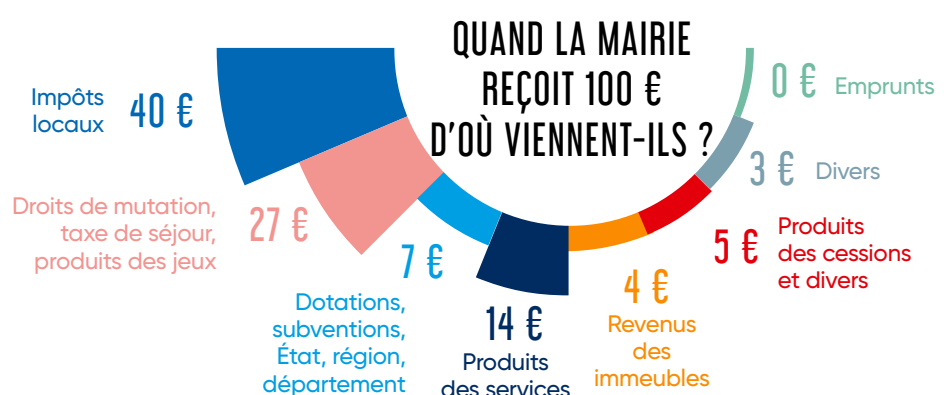 QUAND LA MAIRIE
REÇOIT 100 €
D'OÙ VIENNENT-ILS ?
Impôts
locaux
40 €
Droits de mutation,
taxe de séjour,
produits des jeux
27 €
7 €
Dotations,
subventions,
État, région,
département
14 €
Produits
des services
4 €
Revenus
des
immeubles
5 €
Produits
des cessions
et divers
3 €
Divers
0 €
Emprunts